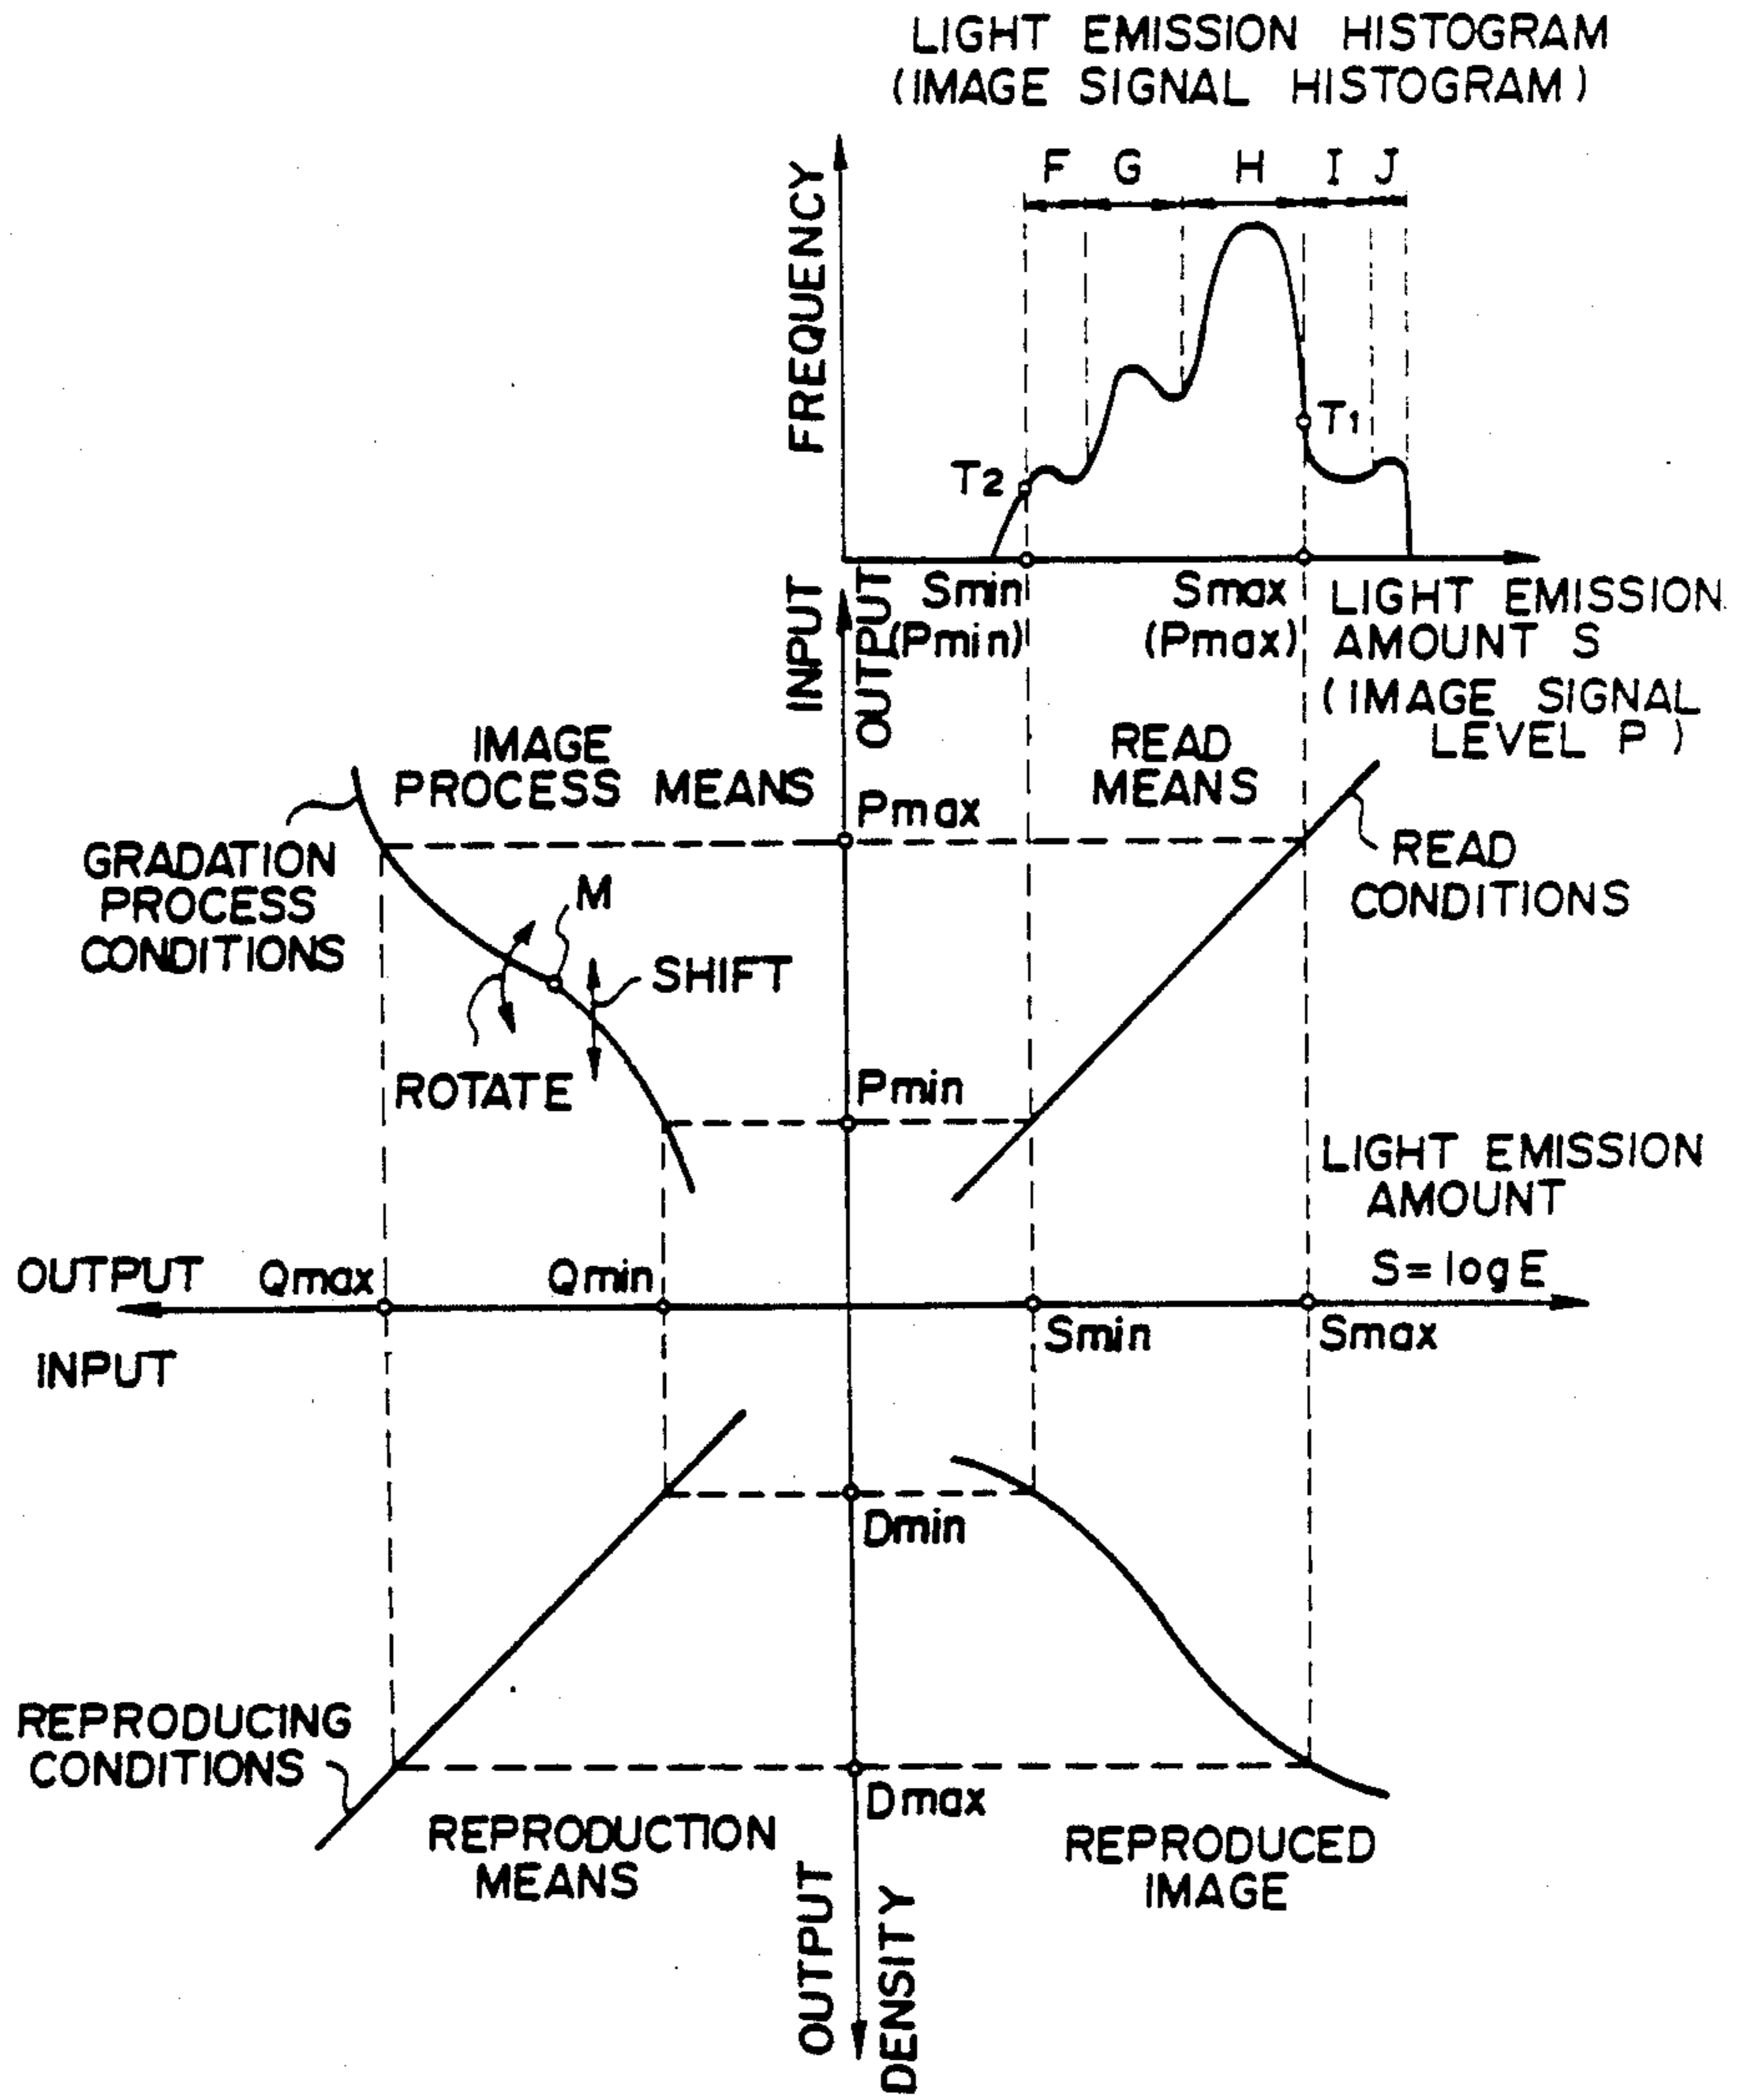 LIGHT EMISSION HISTOGRAM
(IMAGE SIGNAL HISTOGRAM)
F G H I J
FREQUENCY
T1
T2
Smin
(Pmin)
Smax
(Pmax)
LIGHT EMISSION
AMOUNT S
(IMAGE SIGNAL
LEVEL P)
INPUT
OUTPUT
IMAGE
PROCESS MEANS
READ
MEANS
Pmax
GRADATION
PROCESS
CONDITIONS
READ
CONDITIONS
M
SHIFT
ROTATE
Pmin
LIGHT EMISSION
AMOUNT
S=logE
OUTPUT
Qmax
Qmin
Smin
Smax
INPUT
Dmin
REPRODUCING
CONDITIONS
Dmax
REPRODUCTION
MEANS
REPRODUCED
IMAGE
OUTPUT
DENSITY